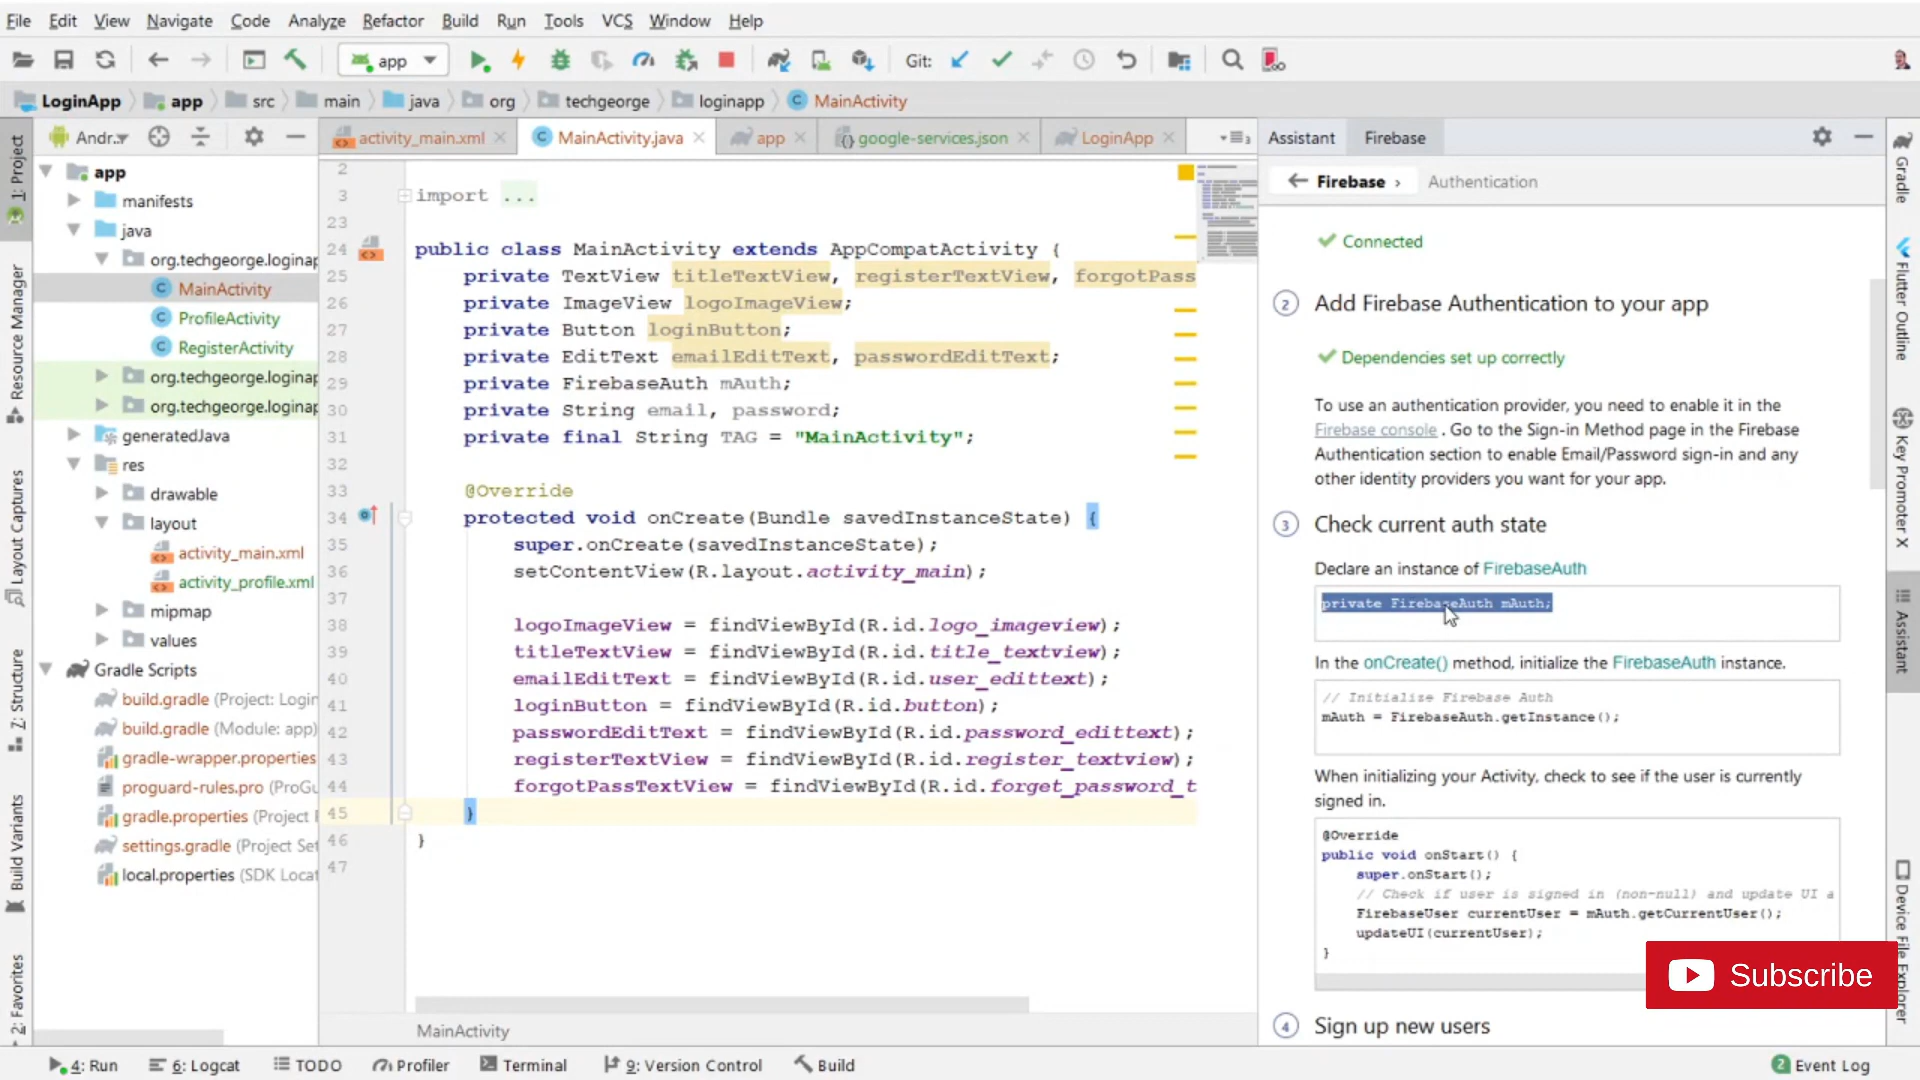 File Edit View Navigate Code Analyze Refactor Build Run Tools VCS Window Help
app Git:
LoginApp app src main java org techgeorge loginapp MainActivity
Andr..
activity_main.xml MainActivity.java app google-services.json LoginApp
Assistant Firebase
1: Project
Resource Manager
Layout Captures
Z: Structure
Build Variants
2: Favorites
app
manifests
java
org.techgeorge.loginap
MainActivity
ProfileActivity
RegisterActivity
org.techgeorge.loginap
org.techgeorge.loginap
generatedJava
res
drawable
layout
activity_main.xml
activity_profile.xml
mipmap
values
Gradle Scripts
build.gradle (Project: Login
build.gradle (Module: app)
gradle-wrapper.properties
proguard-rules.pro (ProGu
gradle.properties (Project
settings.gradle (Project Set
local.properties (SDK Locat
2
3 import ...
23
24 public class MainActivity extends AppCompatActivity {
25 private TextView titleTextView, registerTextView, forgotPass
26 private ImageView logoImageView;
27 private Button loginButton;
28 private EditText emailEditText, passwordEditText;
29 private FirebaseAuth mAuth;
30 private String email, password;
31 private final String TAG = "MainActivity";
32
33 @Override
34 protected void onCreate(Bundle savedInstanceState) {
35 super.onCreate(savedInstanceState);
36 setContentView(R.layout.activity_main);
37
38 logoImageView = findViewById(R.id.logo_imageview);
39 titleTextView = findViewById(R.id.title_textview);
40 emailEditText = findViewById(R.id.user_edittext);
41 loginButton = findViewById(R.id.button);
42 passwordEditText = findViewById(R.id.password_edittext);
43 registerTextView = findViewById(R.id.register_textview);
44 forgotPassTextView = findViewById(R.id.forget_password_t
45 }
46 }
47
MainActivity
Firebase › Authentication
Connected
2 Add Firebase Authentication to your app
Dependencies set up correctly
To use an authentication provider, you need to enable it in the
Firebase console . Go to the Sign-in Method page in the Firebase
Authentication section to enable Email/Password sign-in and any
other identity providers you want for your app.
3 Check current auth state
Declare an instance of FirebaseAuth
private FirebaseAuth mAuth;
In the onCreate() method, initialize the FirebaseAuth instance.
// Initialize Firebase Auth
mAuth = FirebaseAuth.getInstance();
When initializing your Activity, check to see if the user is currently
signed in.
@Override
public void onStart() {
super.onStart();
// Check if user is signed in (non-null) and update UI a
FirebaseUser currentUser = mAuth.getCurrentUser();
updateUI(currentUser);
}
Subscribe
4 Sign up new users
Gradle
Flutter Outline
Key Promoter X
Assistant
Device File Explorer
4: Run 6: Logcat TODO Profiler Terminal 9: Version Control Build
2 Event Log